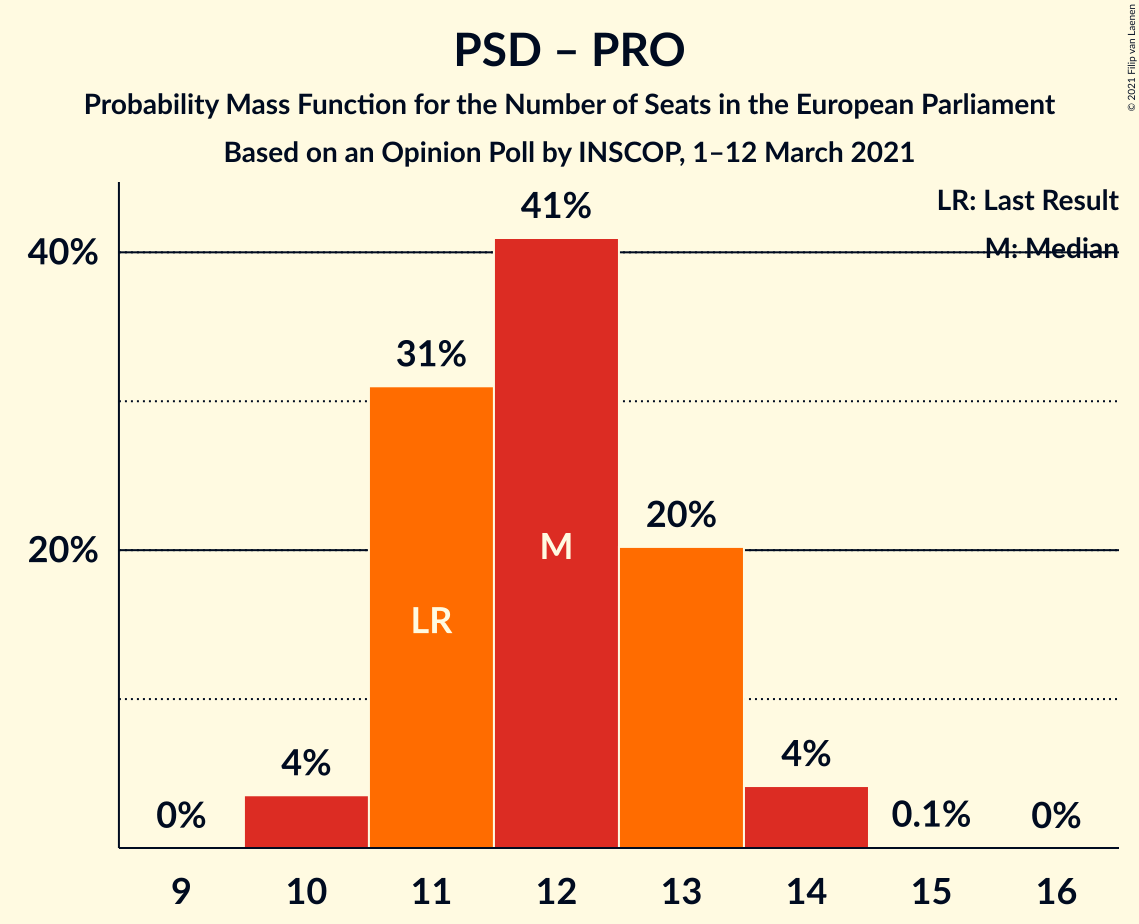 PSD – PRO
Probability Mass Function for the Number of Seats in the European Parliament
Based on an Opinion Poll by INSCOP, 1–12 March 2021
© 2021 Filip van Laenen
LR: Last Result
M: Median
40%
20%
0%
4%
31%
41%
20%
4%
0.1%
0%
LR
M
9 10 11 12 13 14 15 16